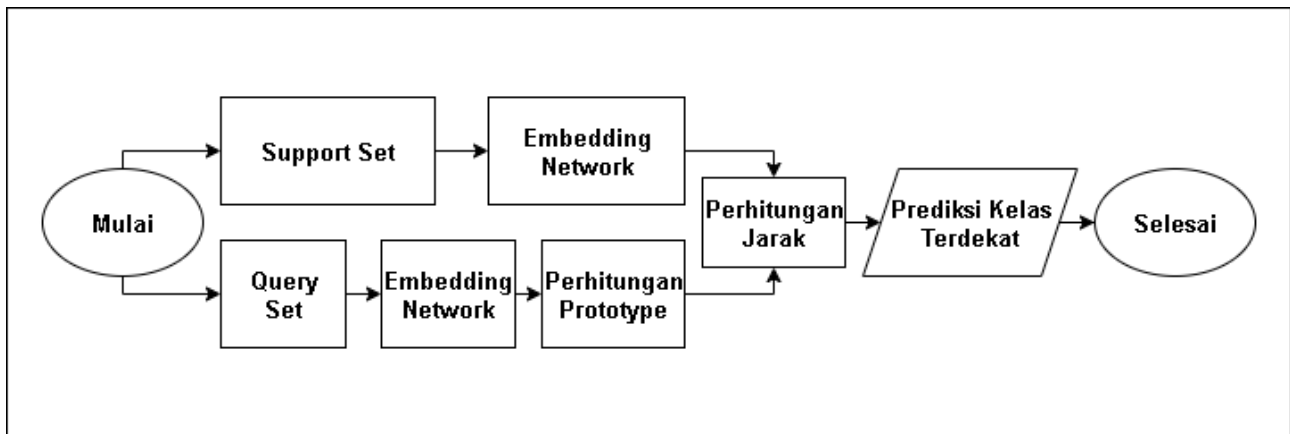 Mulai
Support Set
Embedding
Network
Query
Set
Embedding
Network
Perhitungan
Prototype
Perhitungan
Jarak
Prediksi Kelas
Terdekat
Selesai